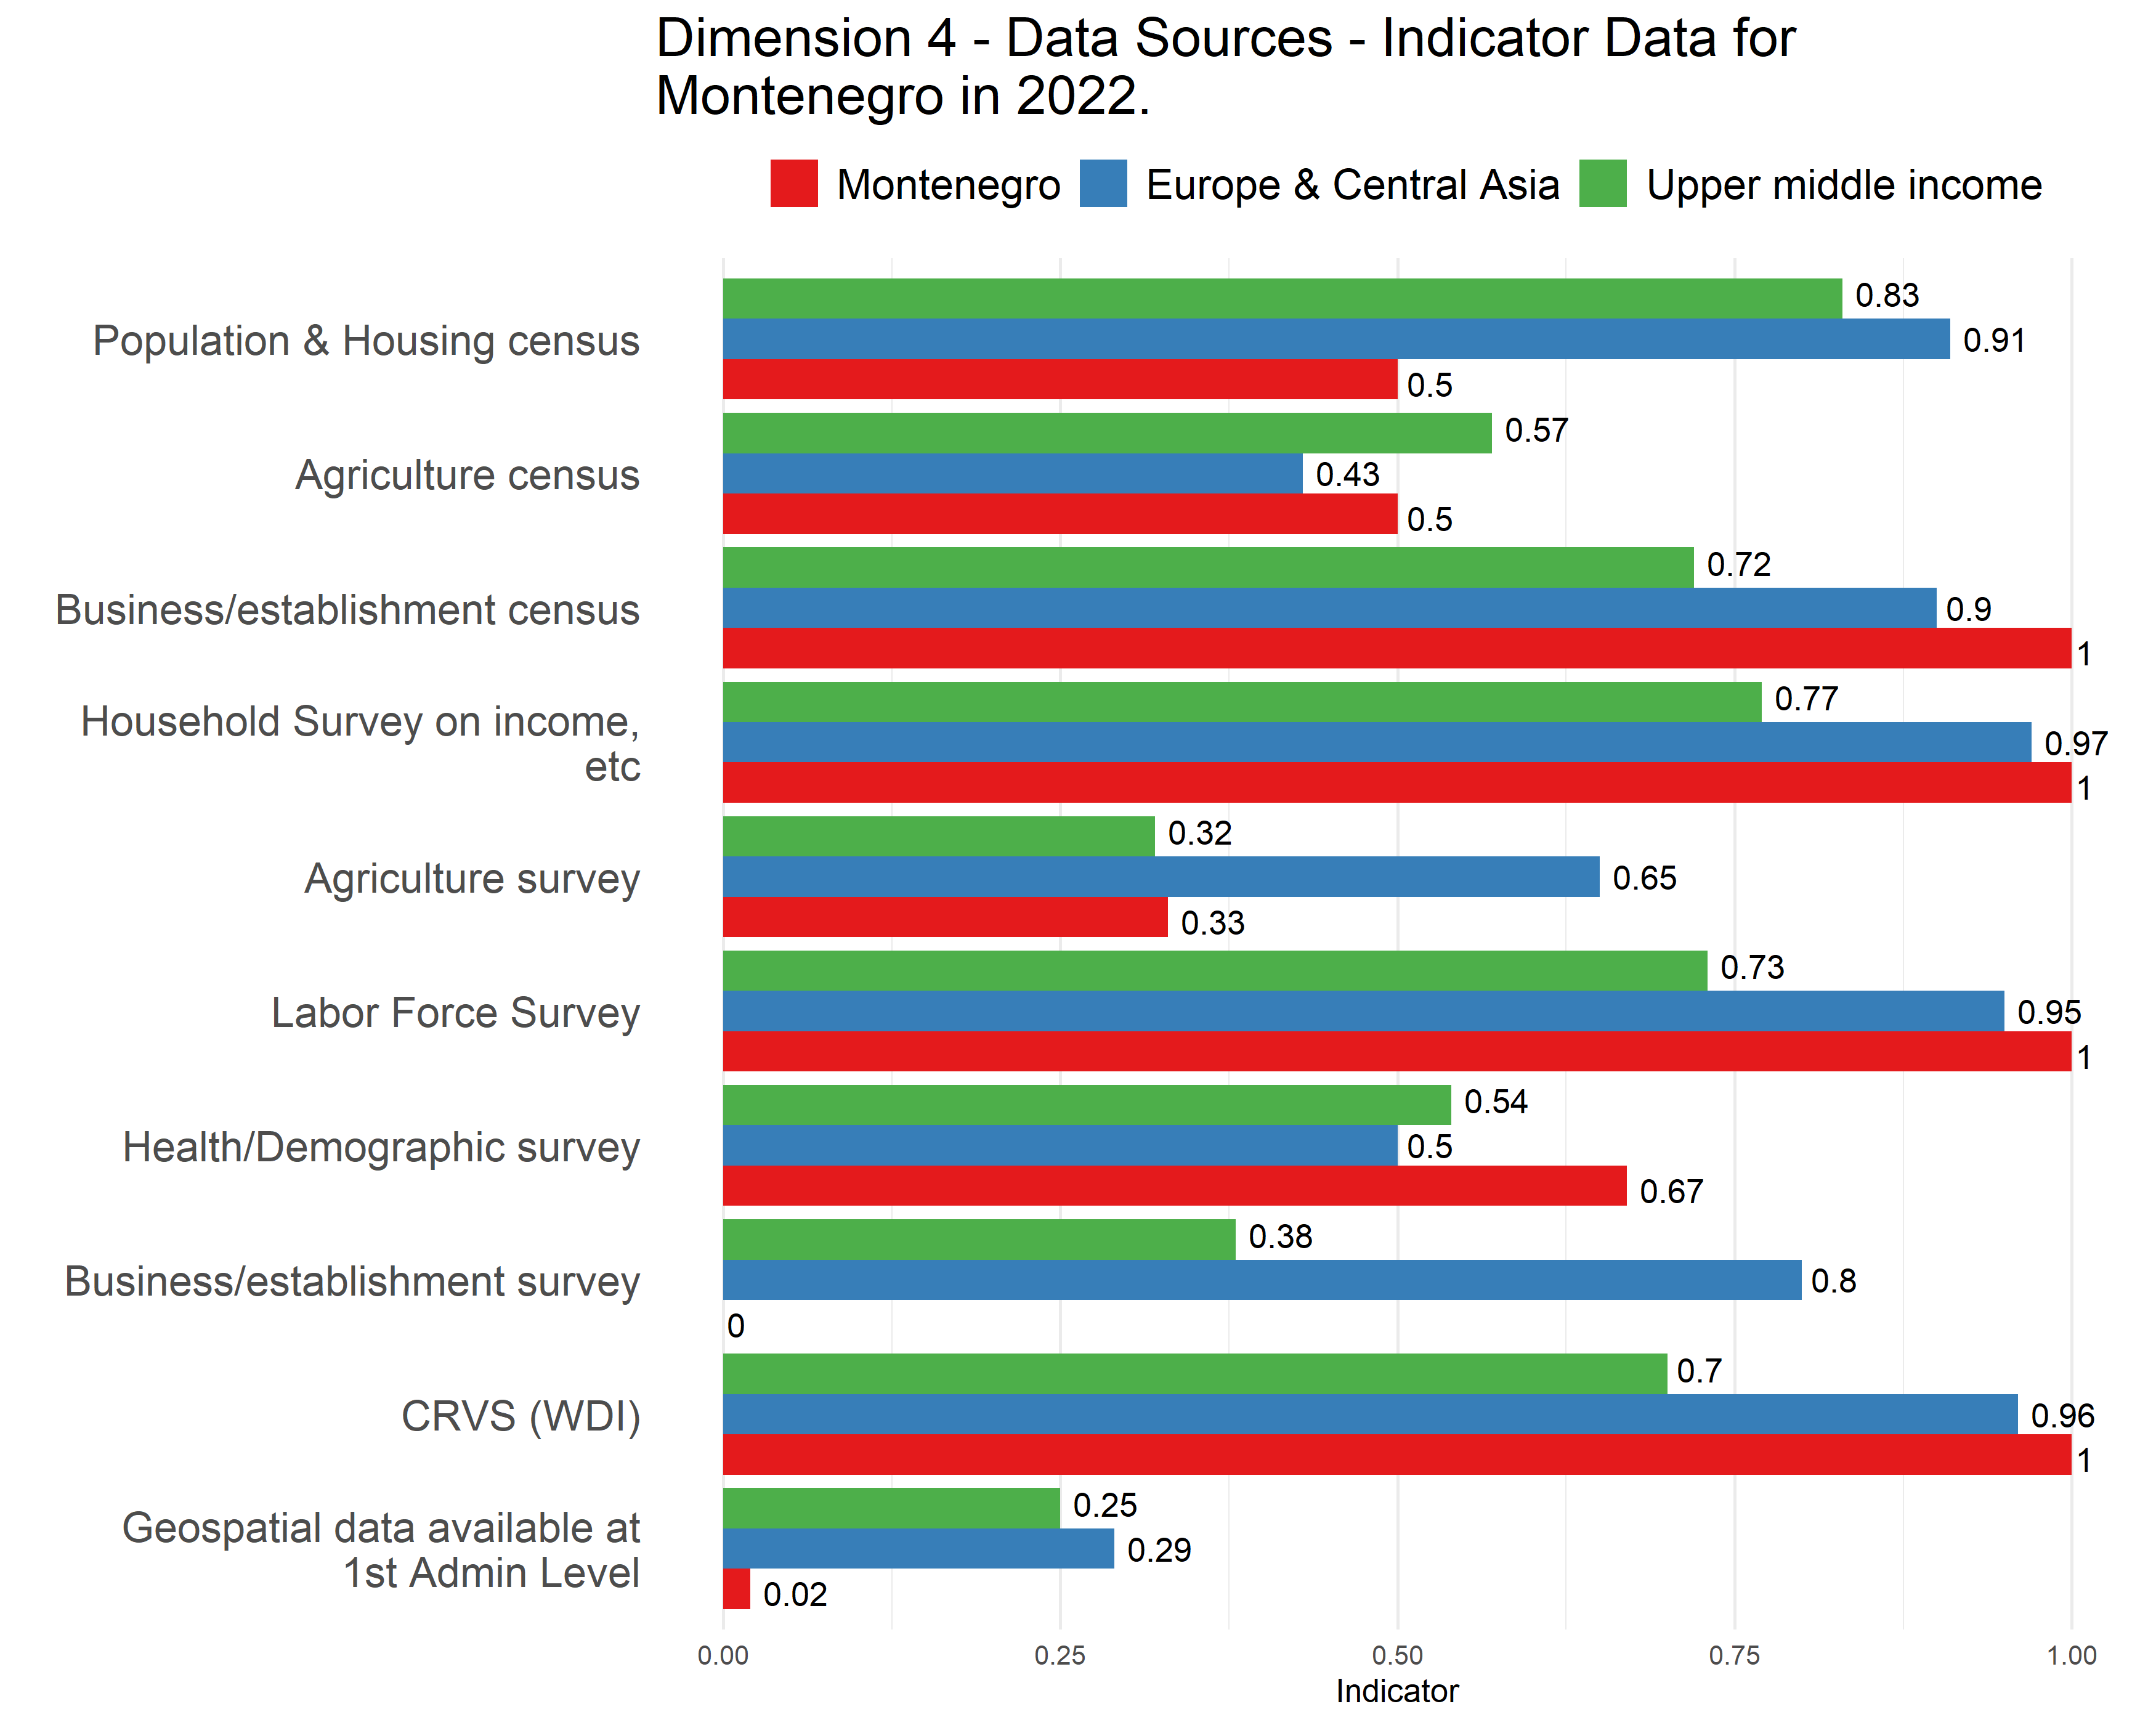 Dimension 4 - Data Sources - Indicator Data for
Montenegro in 2022.
Montenegro Europe & Central Asia Upper middle income
Population & Housing census
0.83
0.91
0.5
Agriculture census
0.57
0.43
0.5
Business/establishment census
0.72
0.9
1
Household Survey on income,
etc
0.77
0.97
1
Agriculture survey
0.32
0.65
0.33
Labor Force Survey
0.73
0.95
1
Health/Demographic survey
0.54
0.5
0.67
Business/establishment survey
0.38
0.8
0
CRVS (WDI)
0.7
0.96
1
Geospatial data available at
1st Admin Level
0.25
0.29
0.02
0.00 0.25 0.50 0.75 1.00
Indicator